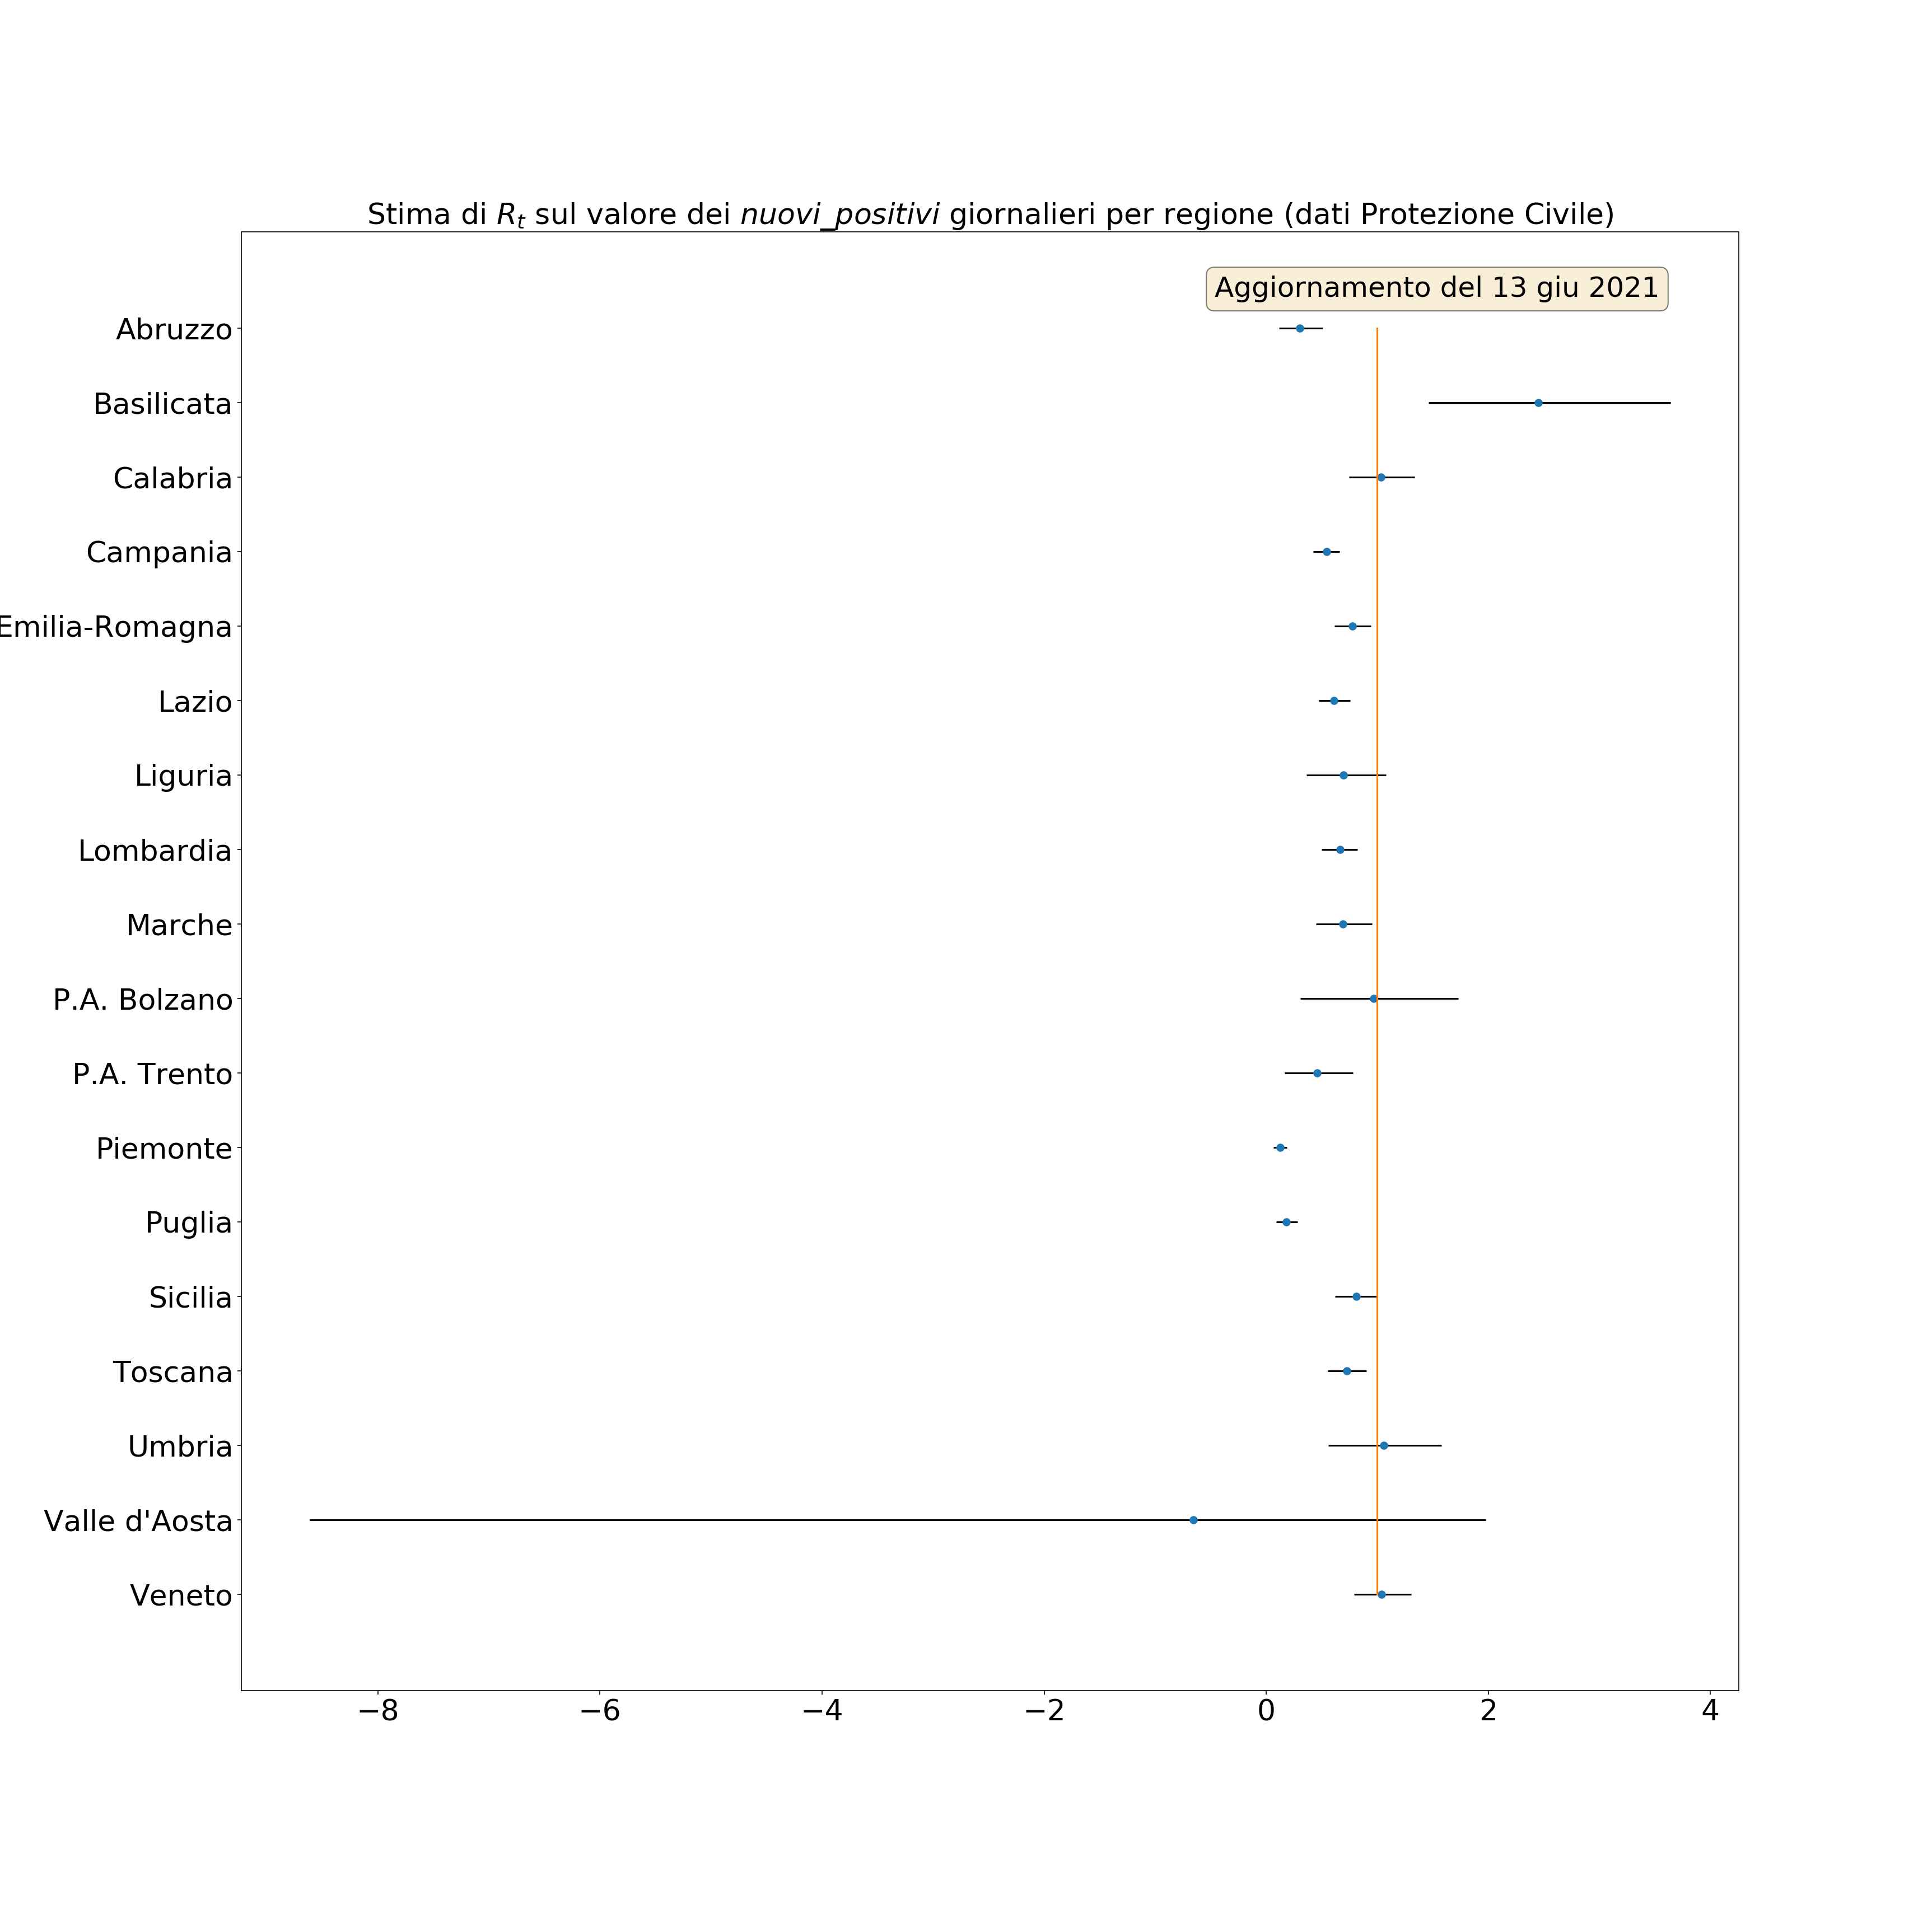 Stima di Rt sul valore dei nuovi_positivi giornalieri per regione (dati Protezione Civile)
Aggiornamento del 13 giu 2021
Abruzzo
Basilicata
Calabria
Campania
Emilia-Romagna
Lazio
Liguria
Lombardia
Marche
P.A. Bolzano
P.A. Trento
Piemonte
Puglia
Sicilia
Toscana
Umbria
Valle d'Aosta
Veneto
−8 −6 −4 −2 0 2 4